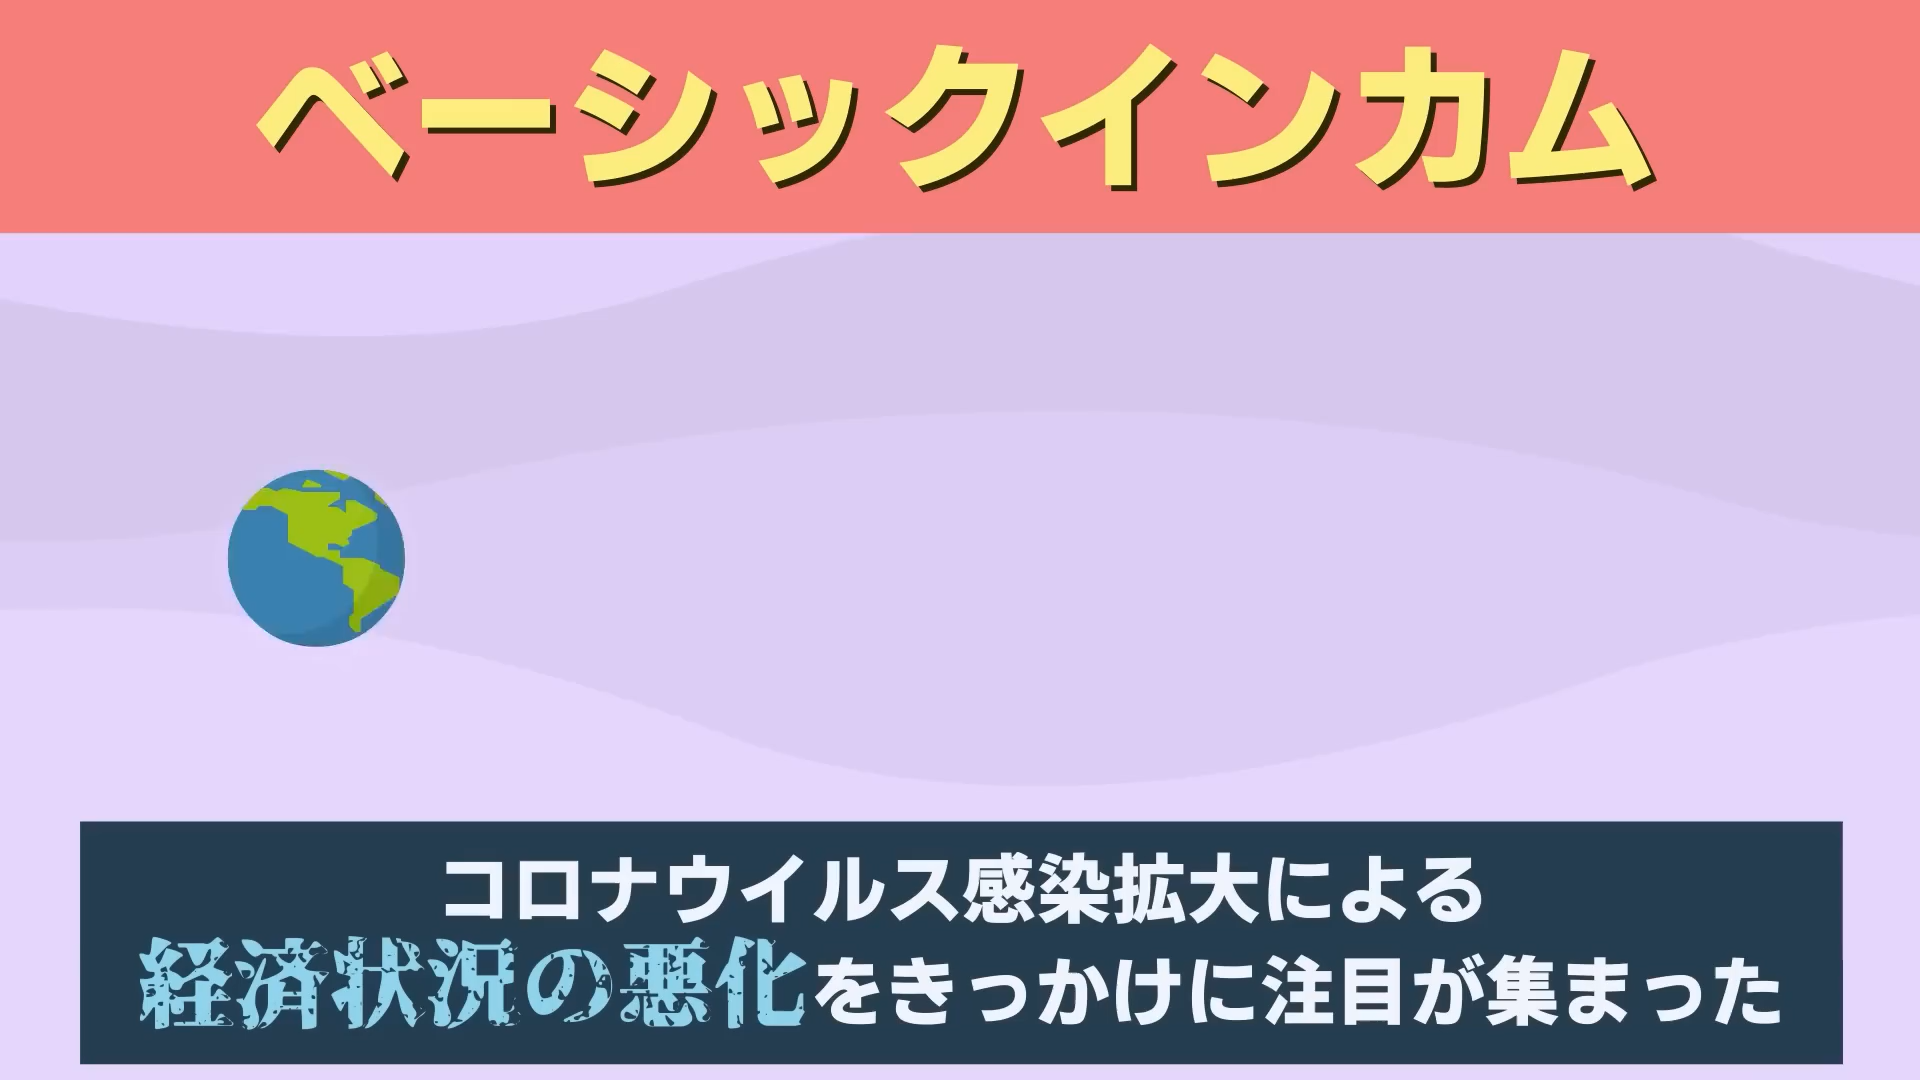 ベーシックインカム
コロナウイルス感染拡大による
経済状況の悪化をきっかけに注目が集まった